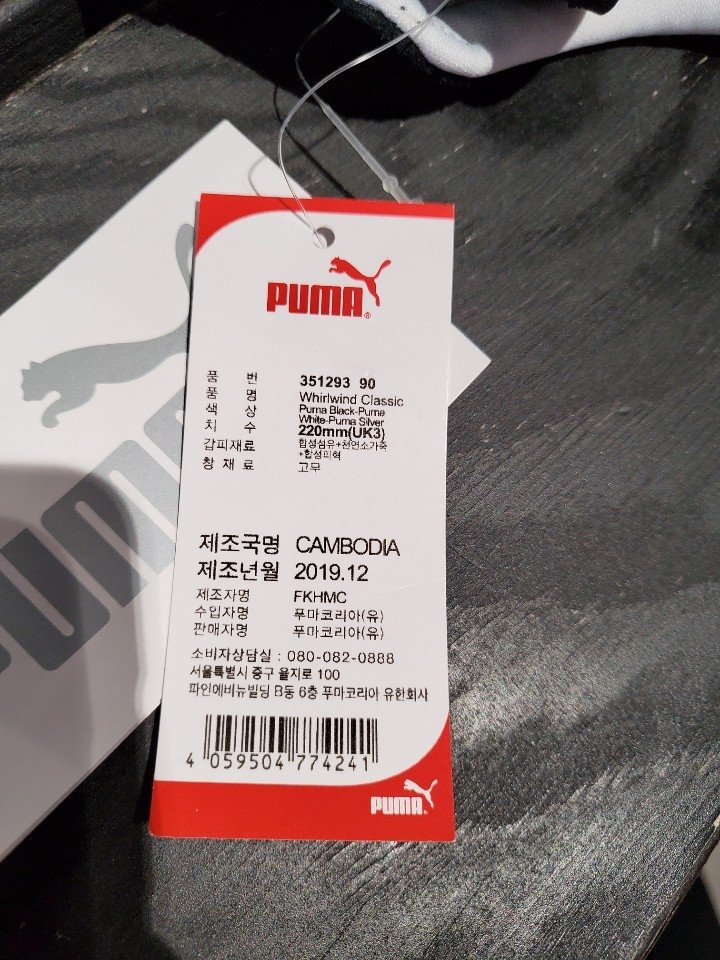 PUMA
품 번 351293 90
품 명 Whirlwind Classic
색 상 Puma Black-Puma
White-Puma Silver
치 수 220mm(UK3)
갑피재료 합성섬유+천연소가죽
+합성피혁
창 재 료 고무
제조국명 CAMBODIA
제조년월 2019.12
제조자명 FKHMC
수입자명 푸마코리아(유)
판매자명 푸마코리아(유)
소비자상담실 : 080-082-0888
서울특별시 중구 을지로 100
파인에비뉴빌딩 B동 6층 푸마코리아 유한회사
4 059504 774241
PUMA
PUMA